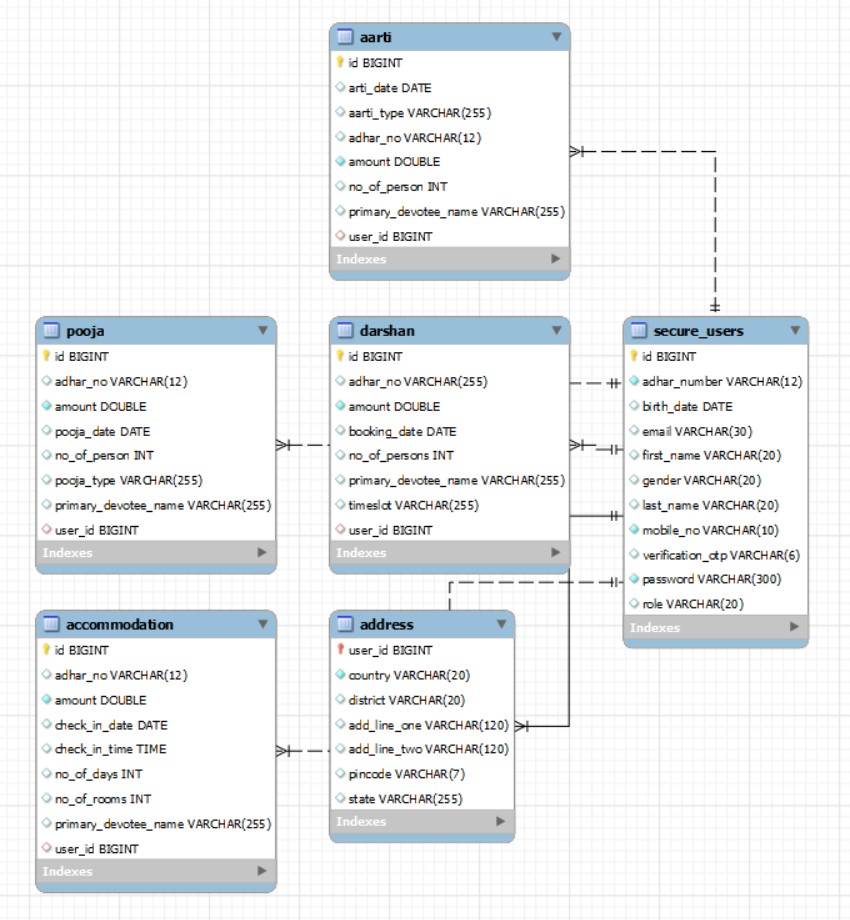 aarti
id BIGINT
arti_date DATE
aarti_type VARCHAR(255)
adhar_no VARCHAR(12)
amount DOUBLE
no_of_person INT
primary_devotee_name VARCHAR(255)
user_id BIGINT
Indexes
pooja
id BIGINT
adhar_no VARCHAR(12)
amount DOUBLE
pooja_date DATE
no_of_person INT
pooja_type VARCHAR(255)
primary_devotee_name VARCHAR(255)
user_id BIGINT
Indexes
darshan
id BIGINT
adhar_no VARCHAR(255)
amount DOUBLE
booking_date DATE
no_of_persons INT
primary_devotee_name VARCHAR(255)
timeslot VARCHAR(255)
user_id BIGINT
Indexes
secure_users
id BIGINT
adhar_number VARCHAR(12)
birth_date DATE
email VARCHAR(30)
first_name VARCHAR(20)
gender VARCHAR(20)
last_name VARCHAR(20)
mobile_no VARCHAR(10)
verification_otp VARCHAR(6)
password VARCHAR(300)
role VARCHAR(20)
Indexes
accommodation
id BIGINT
adhar_no VARCHAR(12)
amount DOUBLE
check_in_date DATE
check_in_time TIME
no_of_days INT
no_of_rooms INT
primary_devotee_name VARCHAR(255)
user_id BIGINT
Indexes
address
user_id BIGINT
country VARCHAR(20)
district VARCHAR(20)
add_line_one VARCHAR(120)
add_line_two VARCHAR(120)
pincode VARCHAR(7)
state VARCHAR(255)
Indexes